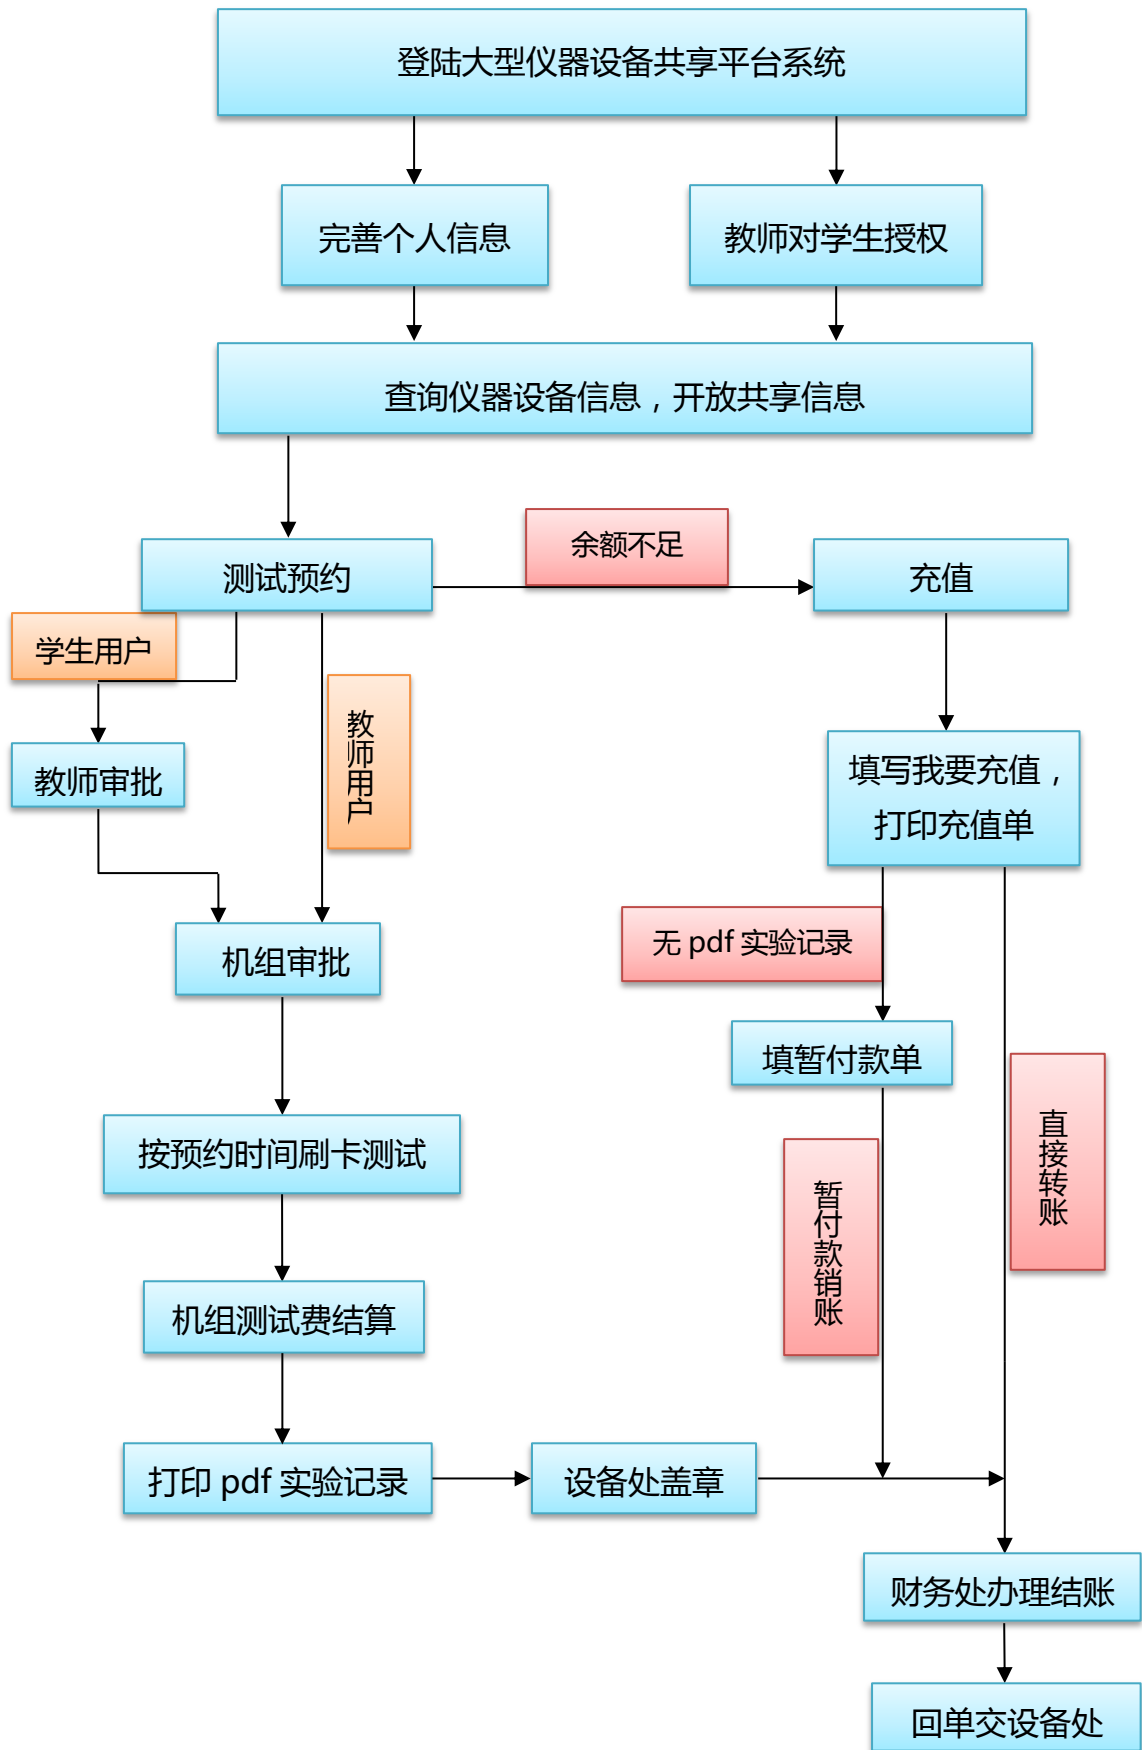 登陆大型仪器设备共享平台系统
完善个人信息
教师对学生授权
查询仪器设备信息，开放共享信息
余额不足
测试预约
充值
学生用户
教师用户
教师审批
填写我要充值，
打印充值单
无 pdf 实验记录
机组审批
填暂付款单
直接转账
按预约时间刷卡测试
暂付款销账
机组测试费结算
打印 pdf 实验记录
设备处盖章
财务处办理结账
回单交设备处